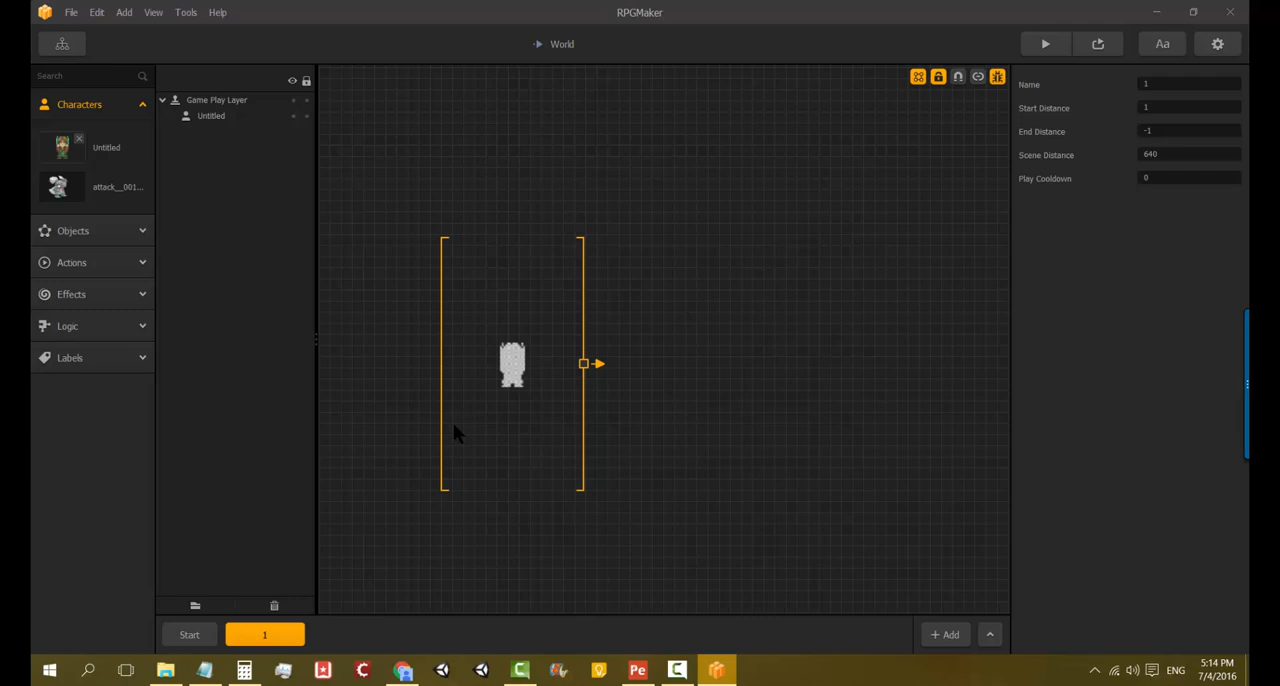 File Edit Add View Tools Help
RPGMaker
World
Aa
Search
Characters
Untitled
attack__001...
Objects
Actions
Effects
Logic
Labels
Game Play Layer
Untitled
Name 1
Start Distance 1
End Distance -1
Scene Distance 640
Play Cooldown 0
Start
1
+ Add
Pe
ENG
5:14 PM
7/4/2016